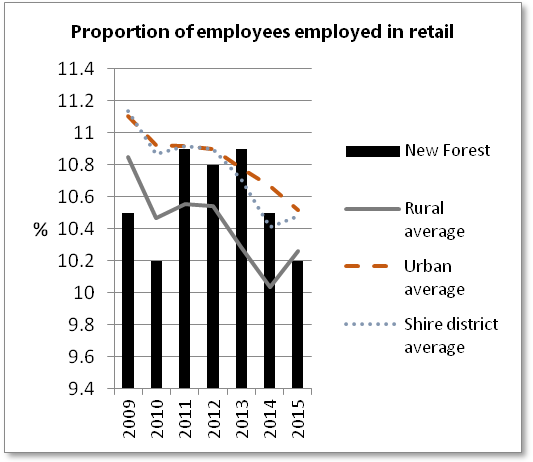 Proportion of employees employed in retail
11.4
11.2
11
10.8
10.6
10.4
10.2
10
9.8
9.6
9.4
%
2009
2010
2011
2012
2013
2014
2015
New Forest
Rural
average
Urban
average
Shire district
average